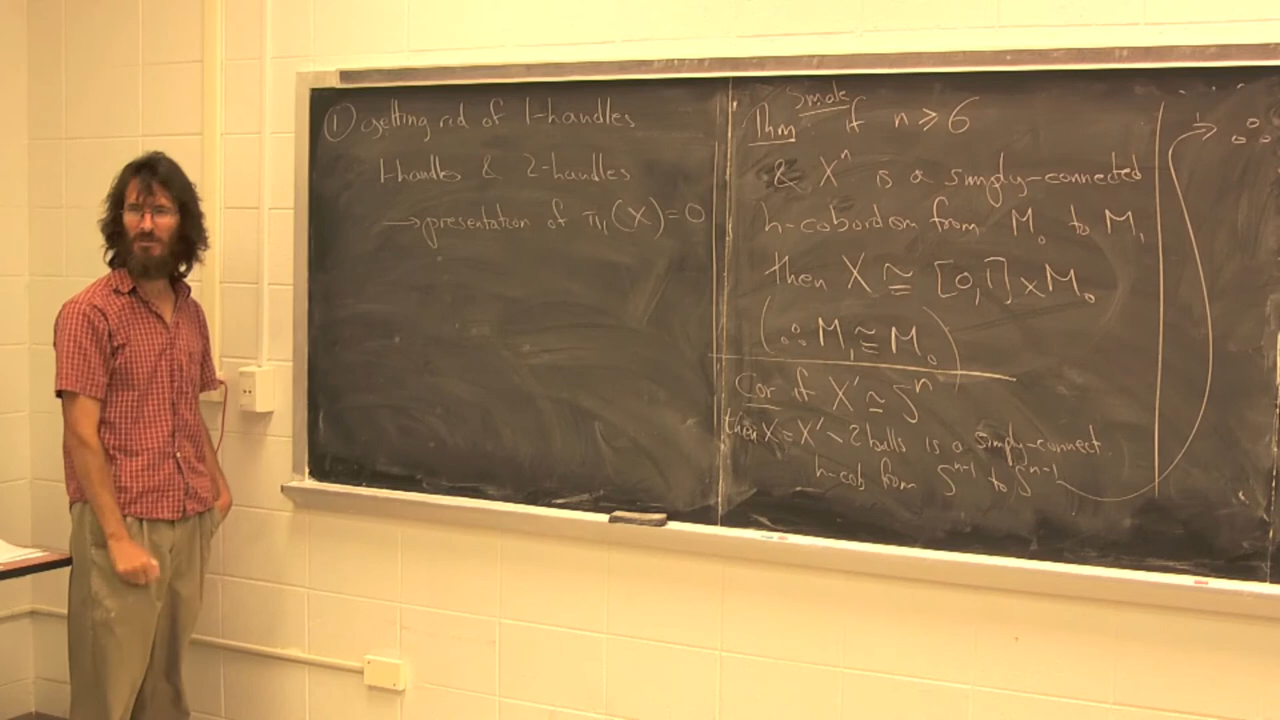 ① getting rid of 1-handles
1-handles & 2-handles
→ presentation of π₁(X)=0
Smale
Thm: if n ⩾ 6
& Xⁿ is a simply-connected
h-cobordism from M₀ to M₁
then X ≅ [0,1]×M₀
(∴ M₁ ≅ M₀)
Cor if X' ≃ Sⁿ
then X = X' \ 2 balls is a simply-connect.
h-cob from Sⁿ⁻¹ to Sⁿ⁻¹